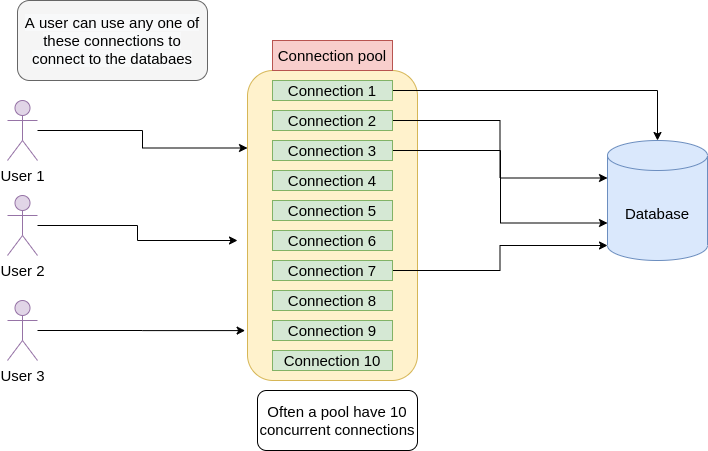 A user can use any one of
these connections to
connect to the databaes
Connection pool
Connection 1
Connection 2
Connection 3
Connection 4
Connection 5
Connection 6
Connection 7
Connection 8
Connection 9
Connection 10
User 1
User 2
User 3
Database
Often a pool have 10
concurrent connections